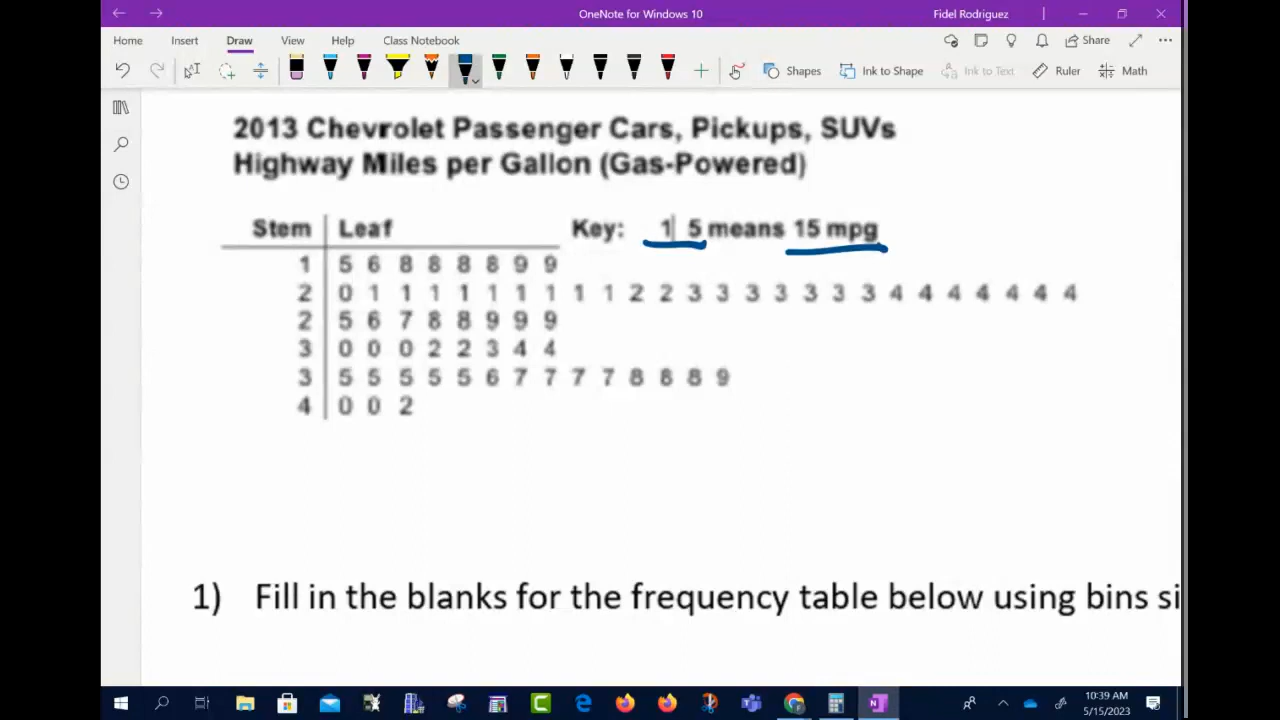 OneNote for Windows 10
Fidel Rodriguez
Home Insert Draw View Help Class Notebook
Share
Shapes Ink to Shape Ink to Text Ruler Math
2013 Chevrolet Passenger Cars, Pickups, SUVs
Highway Miles per Gallon (Gas-Powered)
Stem Leaf Key: 1| 5 means 15 mpg
1 5 6 8 8 8 8 9 9
2 0 1 1 1 1 1 1 1 1 1 2 2 3 3 3 3 3 3 3 4 4 4 4 4 4 4
2 5 6 7 8 8 9 9 9
3 0 0 0 2 2 3 4 4
3 5 5 5 5 5 6 7 7 7 7 8 8 8 9
4 0 0 2
1) Fill in the blanks for the frequency table below using bins si
10:39 AM
5/15/2023